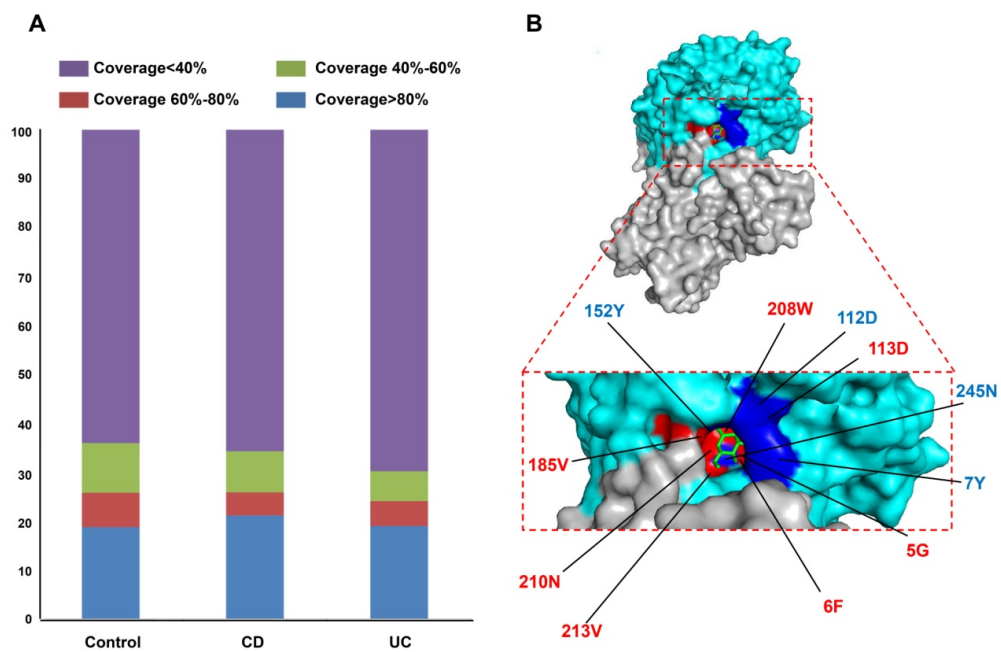 A
Coverage<40%
Coverage 40%-60%
Coverage 60%-80%
Coverage>80%
100
90
80
70
60
50
40
30
20
10
0
Control
CD
UC
B
152Y
208W
112D
113D
245N
185V
7Y
5G
210N
6F
213V